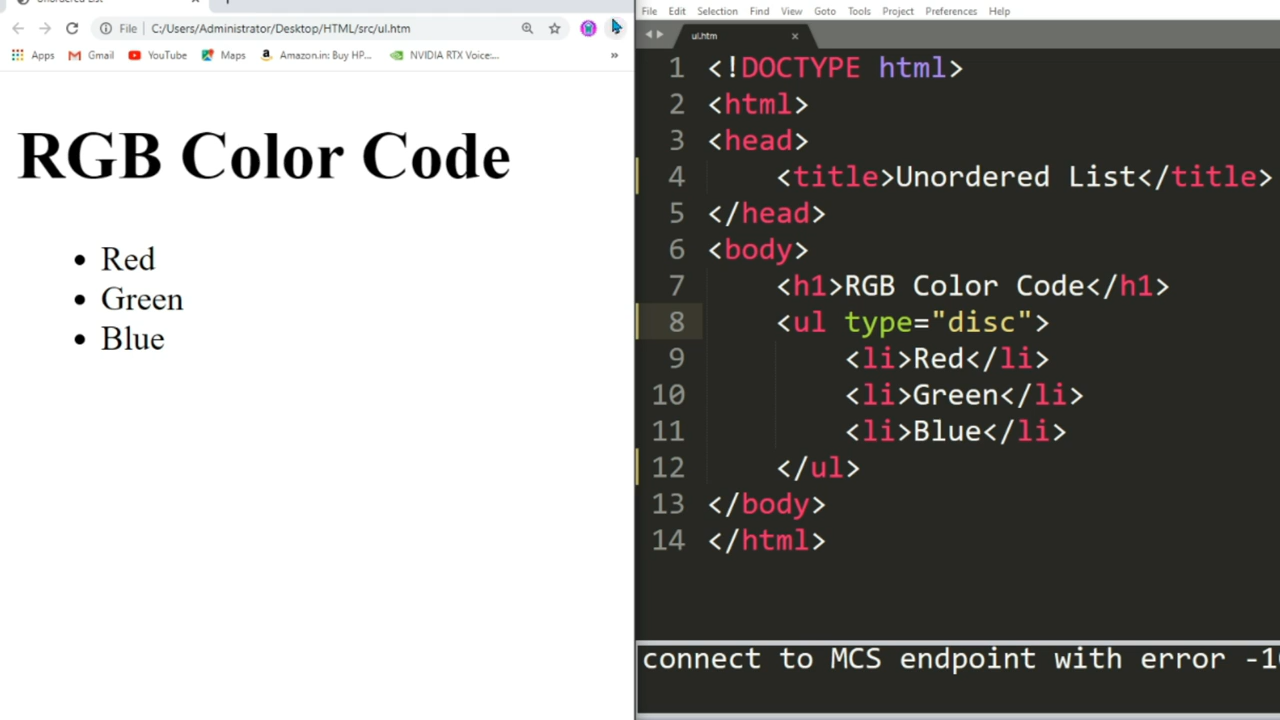 Unordered List
File C:/Users/Administrator/Desktop/HTML/src/ul.htm
Apps Gmail YouTube Maps Amazon.in: Buy HP... NVIDIA RTX Voice:... »
RGB Color Code
• Red
• Green
• Blue
File Edit Selection Find View Goto Tools Project Preferences Help
ul.htm ×
1 <!DOCTYPE html>
2 <html>
3 <head>
4 <title>Unordered List</title>
5 </head>
6 <body>
7 <h1>RGB Color Code</h1>
8 <ul type="disc">
9 <li>Red</li>
10 <li>Green</li>
11 <li>Blue</li>
12 </ul>
13 </body>
14 </html>
connect to MCS endpoint with error -1